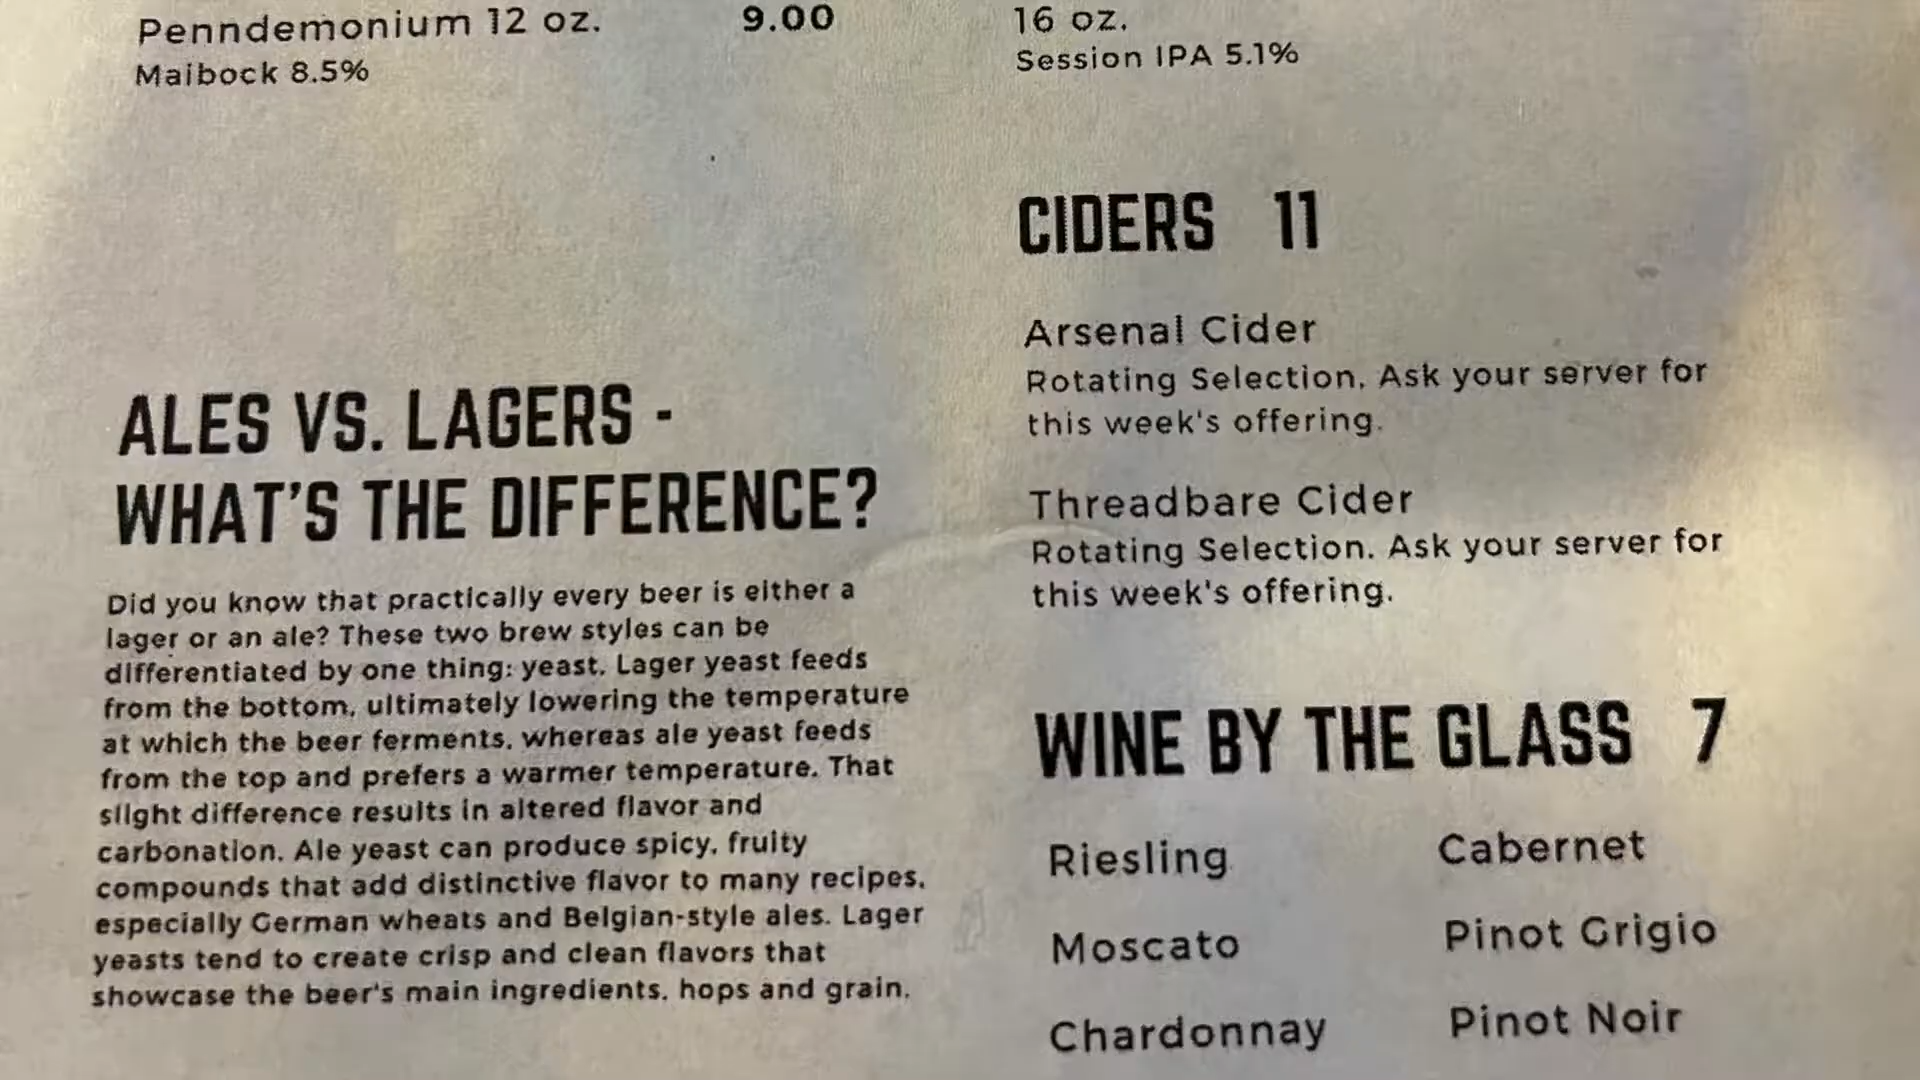 Penndemonium 12 oz. 9.00
Maibock 8.5%
16 oz.
Session IPA 5.1%
CIDERS 11
Arsenal Cider
Rotating Selection. Ask your server for
this week's offering.
Threadbare Cider
Rotating Selection. Ask your server for
this week's offering.
ALES VS. LAGERS -
WHAT'S THE DIFFERENCE?
Did you know that practically every beer is either a
lager or an ale? These two brew styles can be
differentiated by one thing: yeast. Lager yeast feeds
from the bottom, ultimately lowering the temperature
at which the beer ferments, whereas ale yeast feeds
from the top and prefers a warmer temperature. That
slight difference results in altered flavor and
carbonation. Ale yeast can produce spicy, fruity
compounds that add distinctive flavor to many recipes,
especially German wheats and Belgian-style ales. Lager
yeasts tend to create crisp and clean flavors that
showcase the beer's main ingredients, hops and grain.
WINE BY THE GLASS 7
Riesling Cabernet
Moscato Pinot Grigio
Chardonnay Pinot Noir